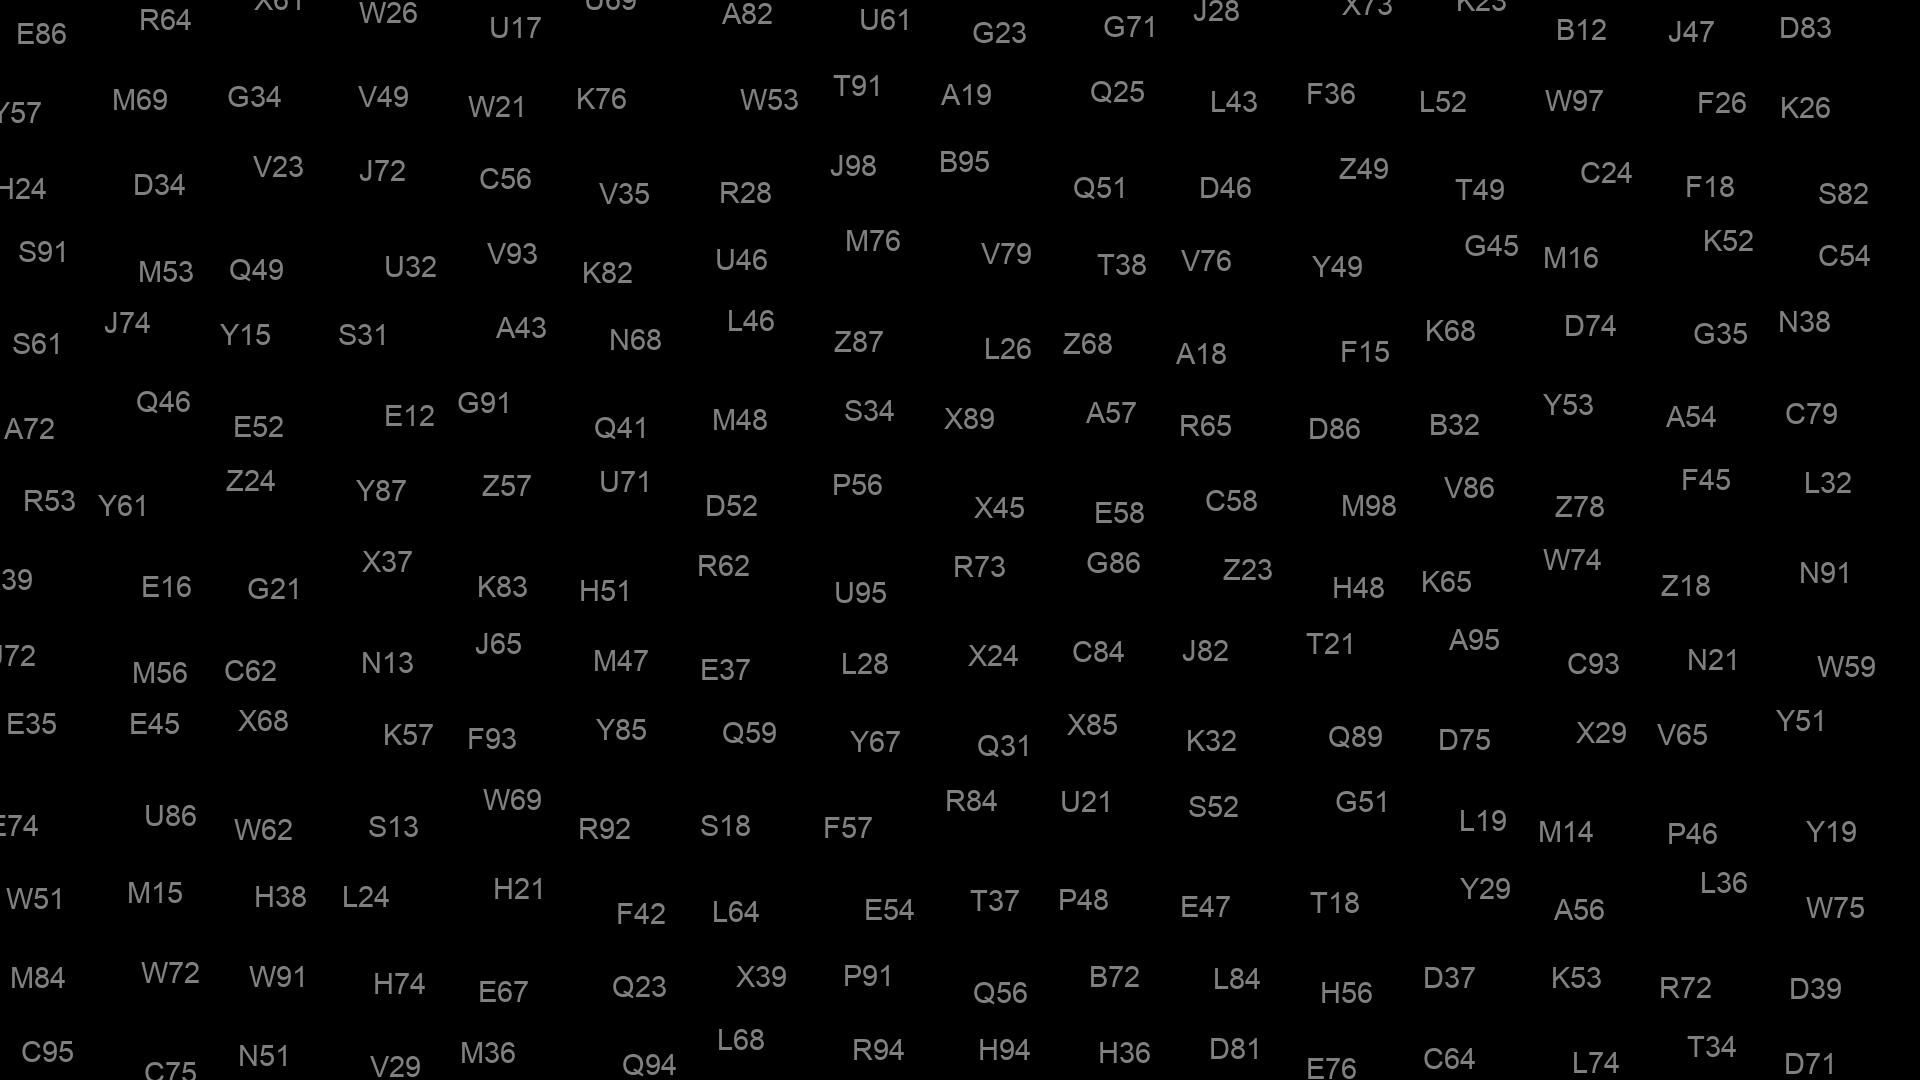 E86 R64 X61 W26 U17 U69 A82 U61 G23 G71 J28 X73 K23 B12 J47 D83
Y57 M69 G34 V49 W21 K76 W53 T91 A19 Q25 L43 F36 L52 W97 F26 K26
H24 D34 V23 J72 C56 V35 R28 J98 B95 Q51 D46 Z49 T49 C24 F18 S82
S91 M53 Q49 U32 V93 K82 U46 M76 V79 T38 V76 Y49 G45 M16 K52 C54
S61 J74 Y15 S31 A43 N68 L46 Z87 L26 Z68 A18 F15 K68 D74 G35 N38
A72 Q46 E52 E12 G91 Q41 M48 S34 X89 A57 R65 D86 B32 Y53 A54 C79
R53 Y61 Z24 Y87 Z57 U71 D52 P56 X45 E58 C58 M98 V86 Z78 F45 L32
39 E16 G21 X37 K83 H51 R62 U95 R73 G86 Z23 H48 K65 W74 Z18 N91
72 M56 C62 N13 J65 M47 E37 L28 X24 C84 J82 T21 A95 C93 N21 W59
E35 E45 X68 K57 F93 Y85 Q59 Y67 Q31 X85 K32 Q89 D75 X29 V65 Y51
E74 U86 W62 S13 W69 R92 S18 F57 R84 U21 S52 G51 L19 M14 P46 Y19
W51 M15 H38 L24 H21 F42 L64 E54 T37 P48 E47 T18 Y29 A56 L36 W75
M84 W72 W91 H74 E67 Q23 X39 P91 Q56 B72 L84 H56 D37 K53 R72 D39
C95 C75 N51 V29 M36 Q94 L68 R94 H94 H36 D81 E76 C64 L74 T34 D71